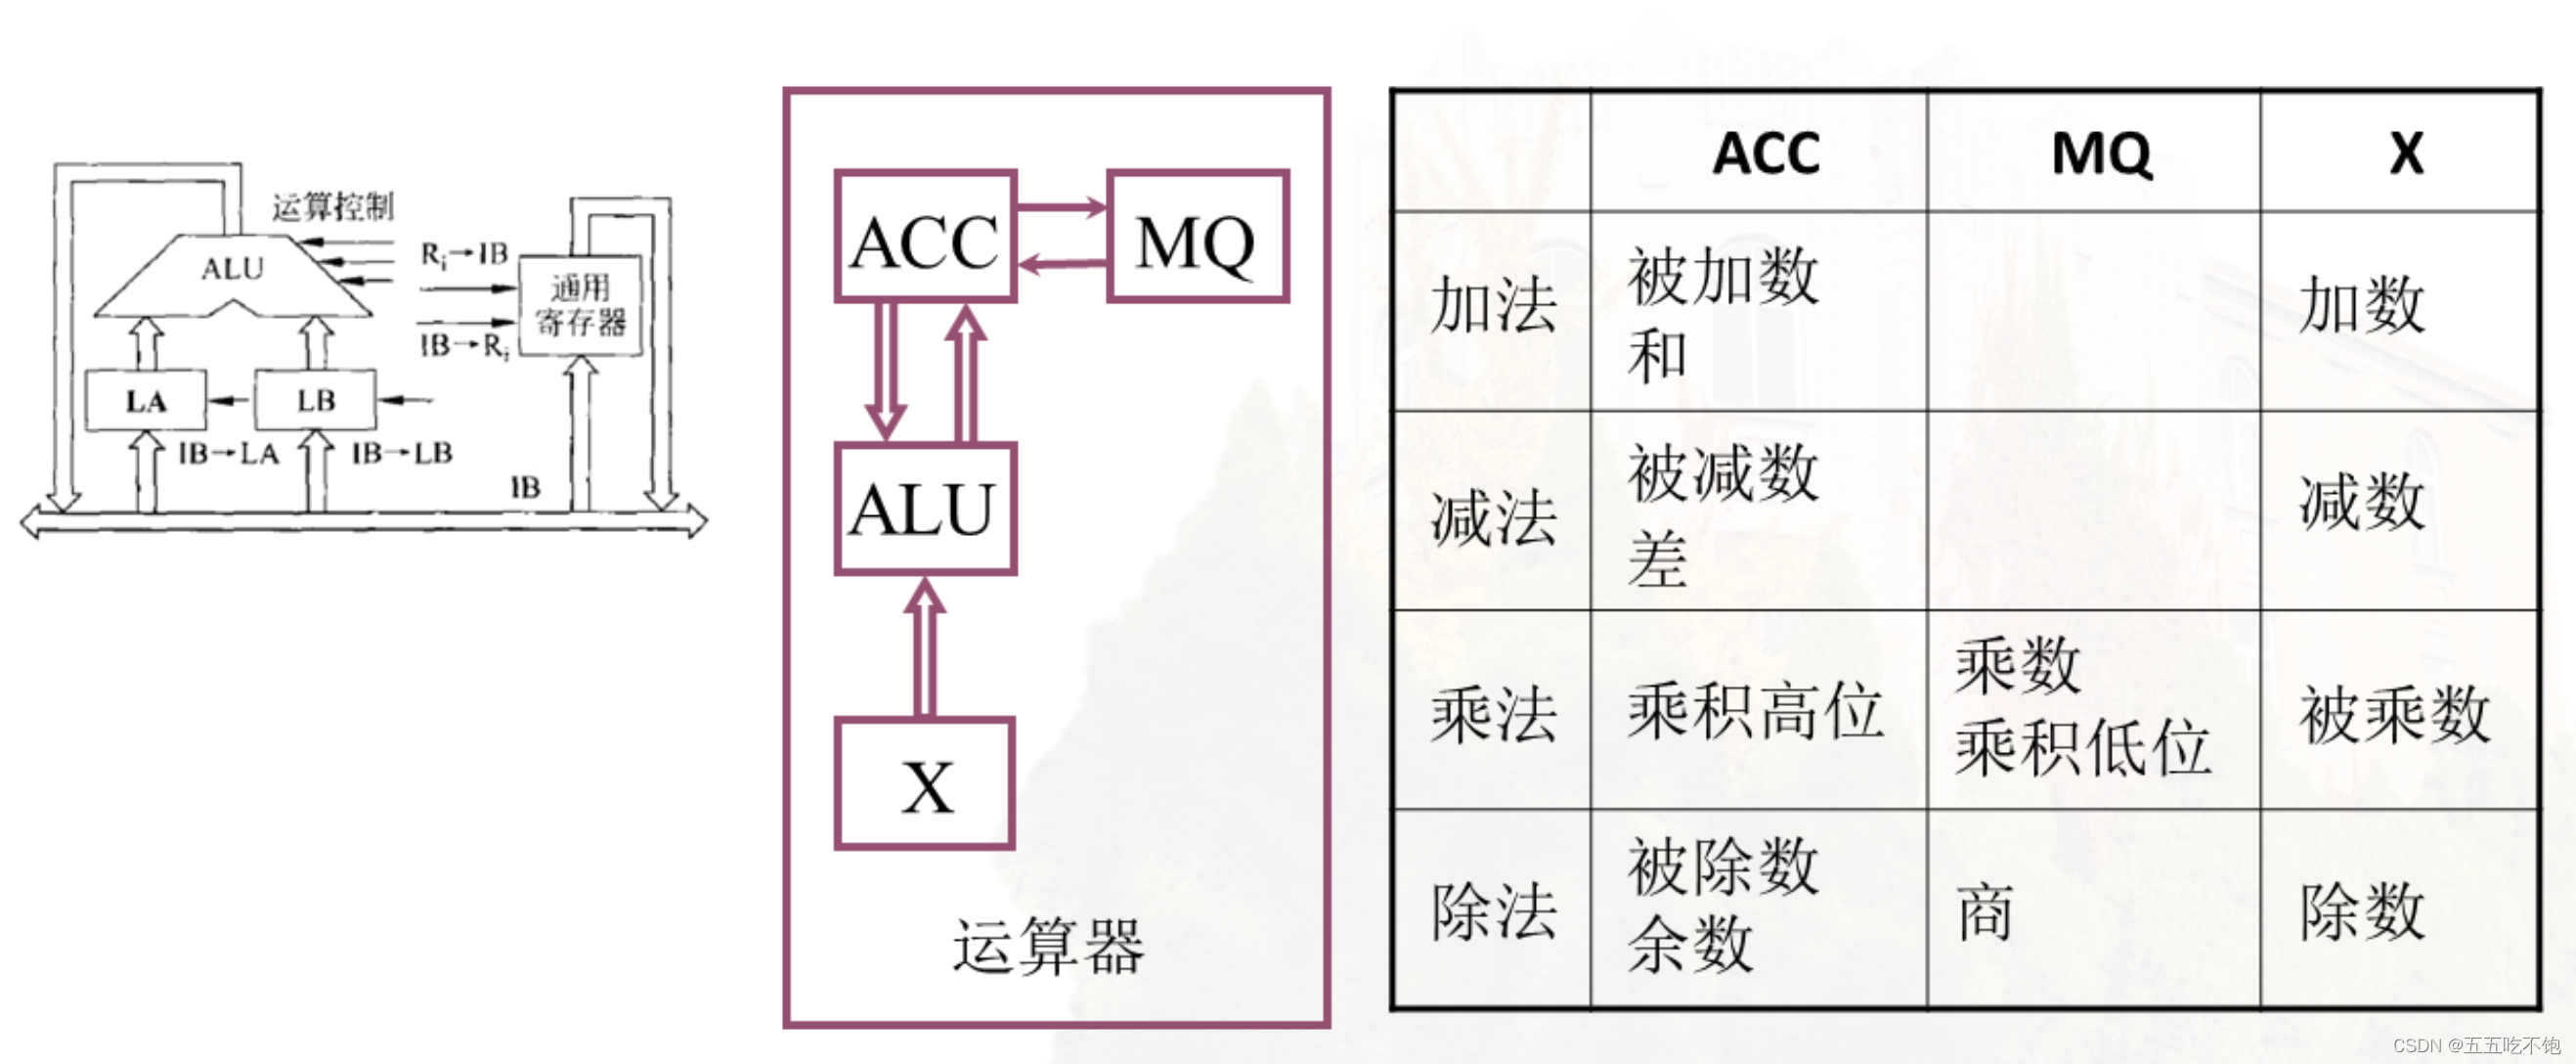 运算控制
ALU
R_i→IB
通用
寄存器
IB→R_i
LA
LB
IB→LA
IB→LB
IB
ACC
MQ
ALU
X
运算器
ACC MQ X
加法 被加数 和 加数
减法 被减数 差 减数
乘法 乘积高位 乘数 乘积低位 被乘数
除法 被除数 余数 商 除数
CSDN @五五吃不饱